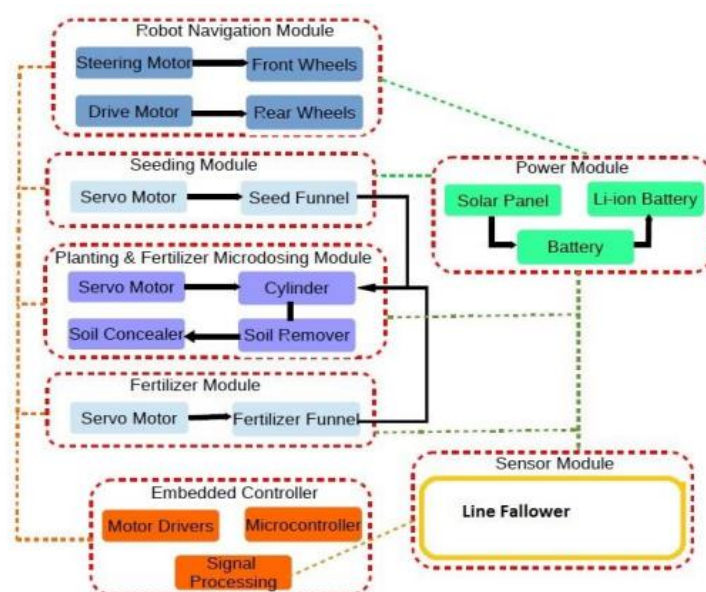 Robot Navigation Module
Steering Motor
Front Wheels
Drive Motor
Rear Wheels
Seeding Module
Servo Motor
Seed Funnel
Power Module
Solar Panel
Li-ion Battery
Battery
Planting & Fertilizer Microdosing Module
Servo Motor
Cylinder
Soil Concealer
Soil Remover
Fertilizer Module
Servo Motor
Fertilizer Funnel
Sensor Module
Line Fallower
Embedded Controller
Motor Drivers
Microcontroller
Signal
Processing